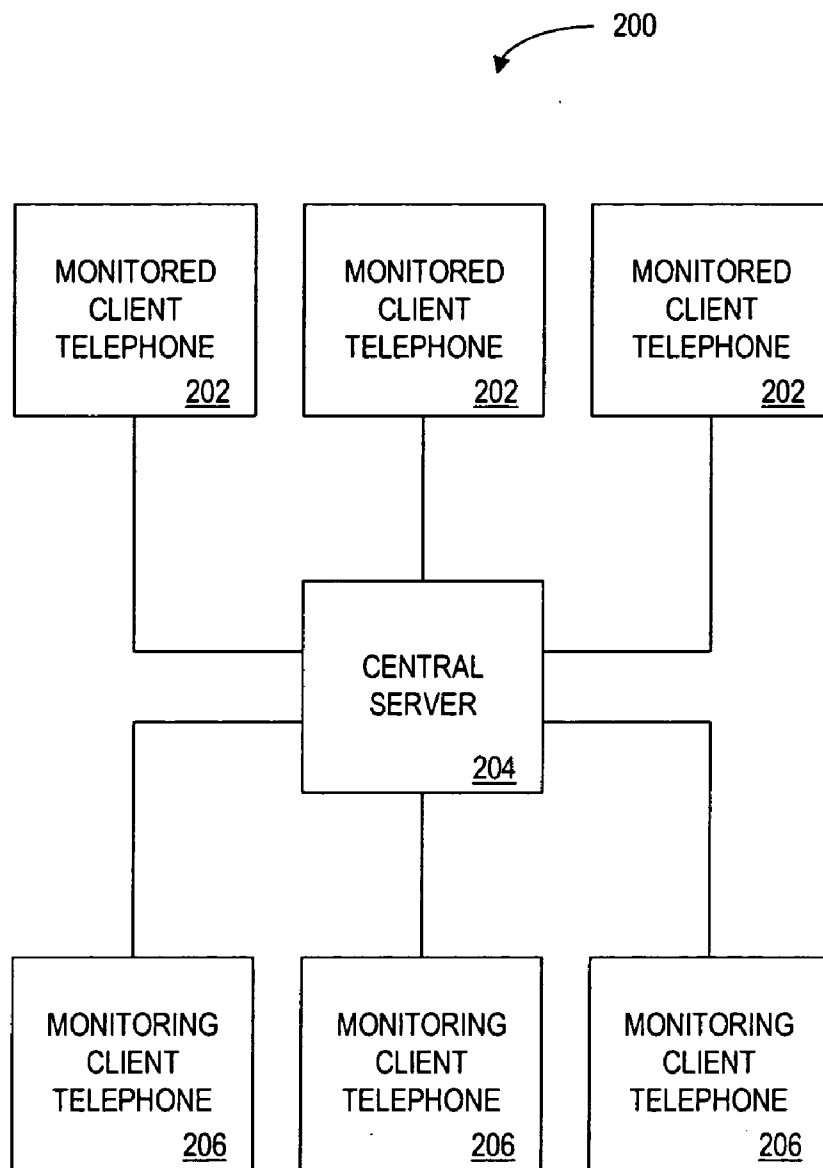 200
MONITORED
CLIENT
TELEPHONE
202
MONITORED
CLIENT
TELEPHONE
202
MONITORED
CLIENT
TELEPHONE
202
CENTRAL
SERVER
204
MONITORING
CLIENT
TELEPHONE
206
MONITORING
CLIENT
TELEPHONE
206
MONITORING
CLIENT
TELEPHONE
206